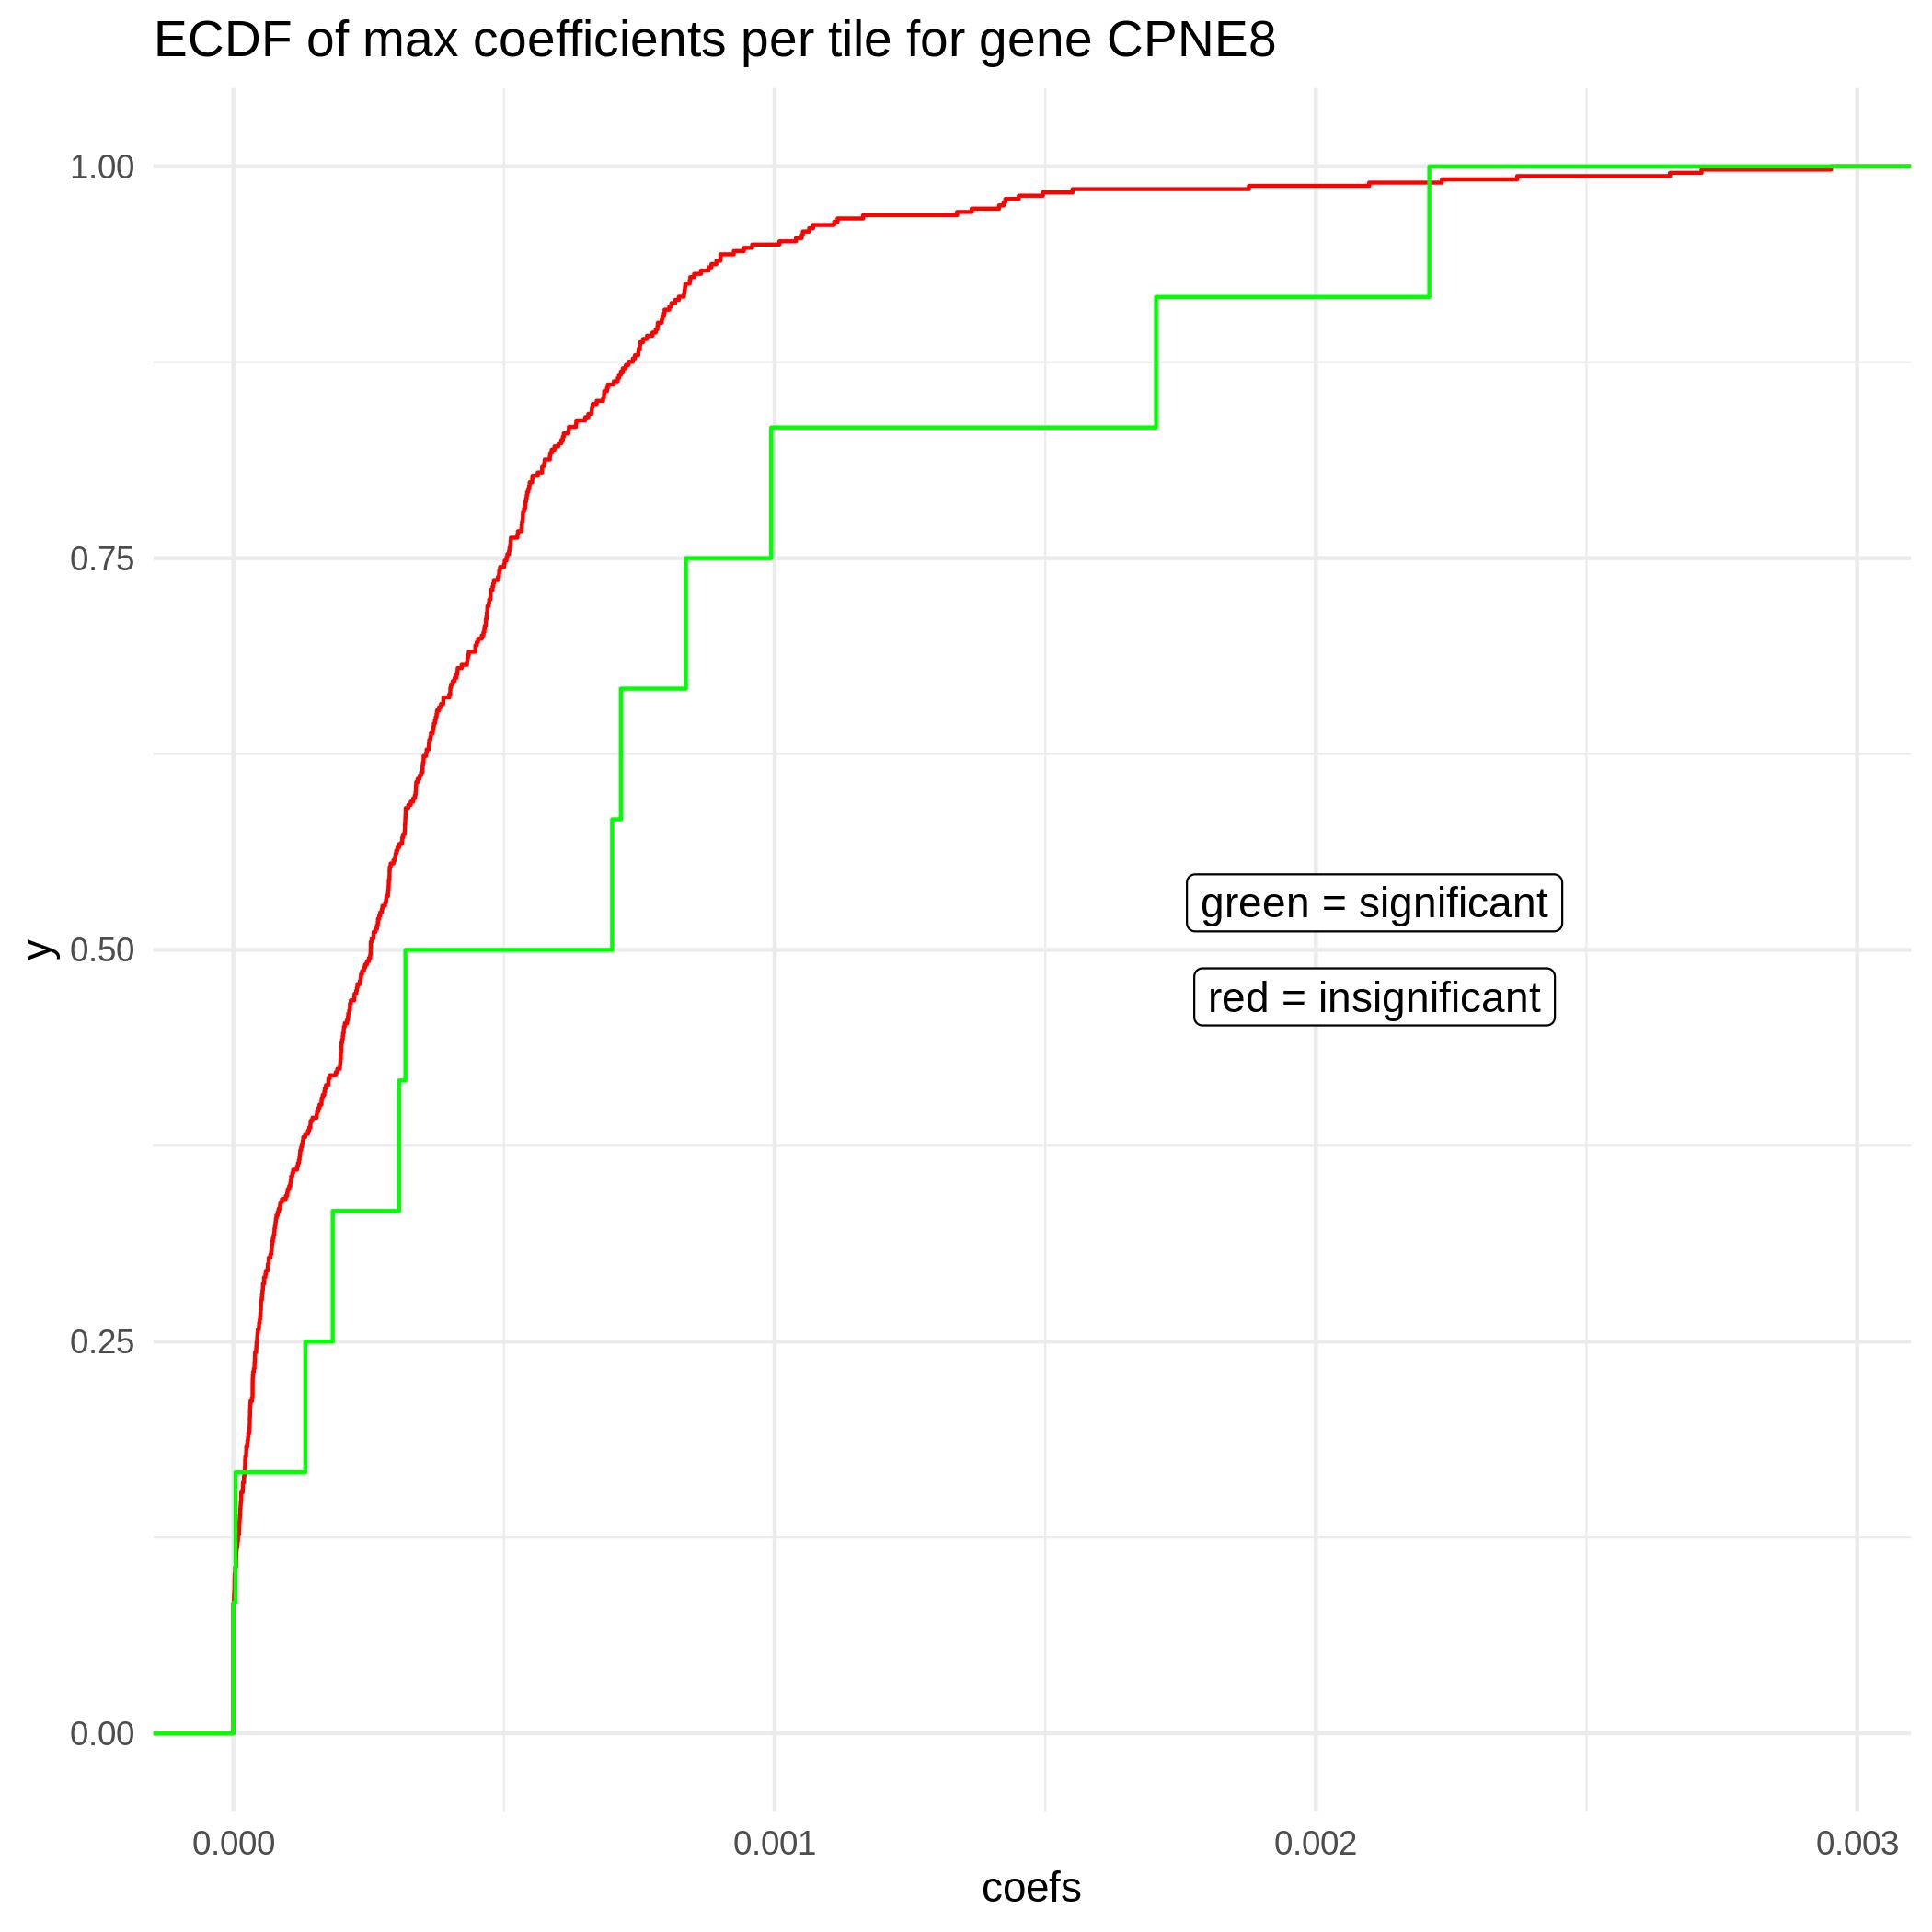 ECDF of max coefficients per tile for gene CPNE8
1.00
0.75
green = significant
y
0.50
red = insignificant
0.25
0.00
0.000
0.001
0.002
0.003
coefs